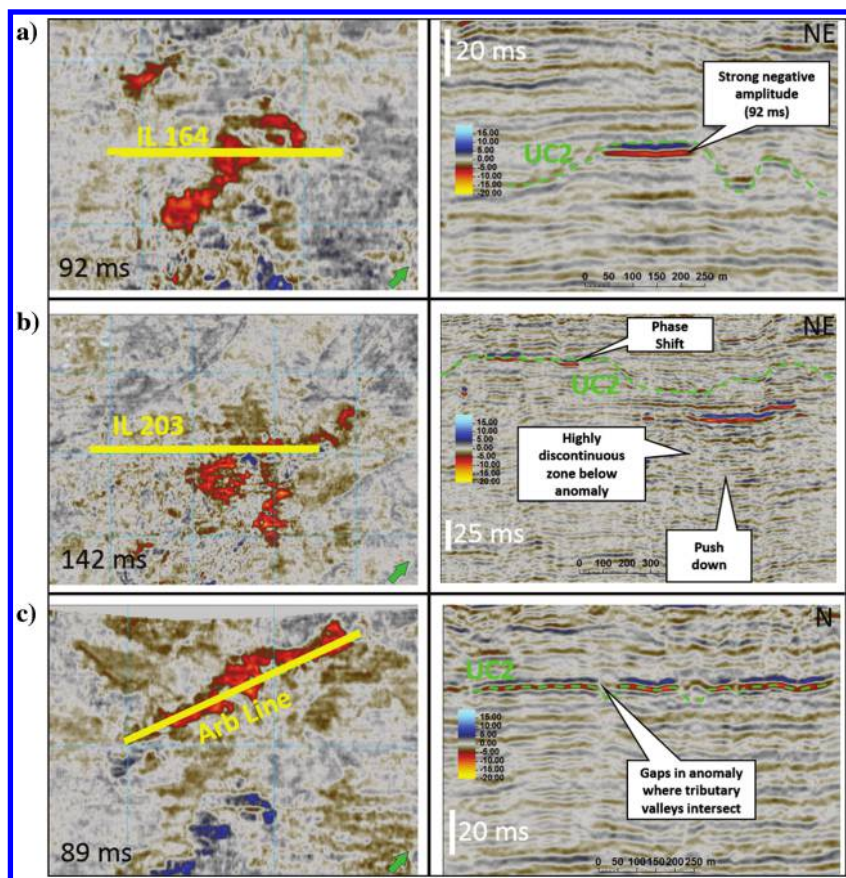 a)
IL 164
92 ms
20 ms
NE
Strong negative
amplitude
(92 ms)
UC2
15.00
10.00
5.00
0.00
-5.00
-10.00
-15.00
-20.00
0 50 100 150 200 250 m
b)
IL 203
142 ms
NE
Phase
Shift
UC2
15.00
10.00
5.00
0.00
-5.00
-10.00
-15.00
-20.00
Highly
discontinuous
zone below
anomaly
Push
down
25 ms
0 100 200 300
c)
Arb Line
89 ms
N
UC2
15.00
10.00
5.00
0.00
-5.00
-10.00
-15.00
-20.00
Gaps in anomaly
where tributary
valleys intersect
20 ms
0 50 100 150 200 250 m